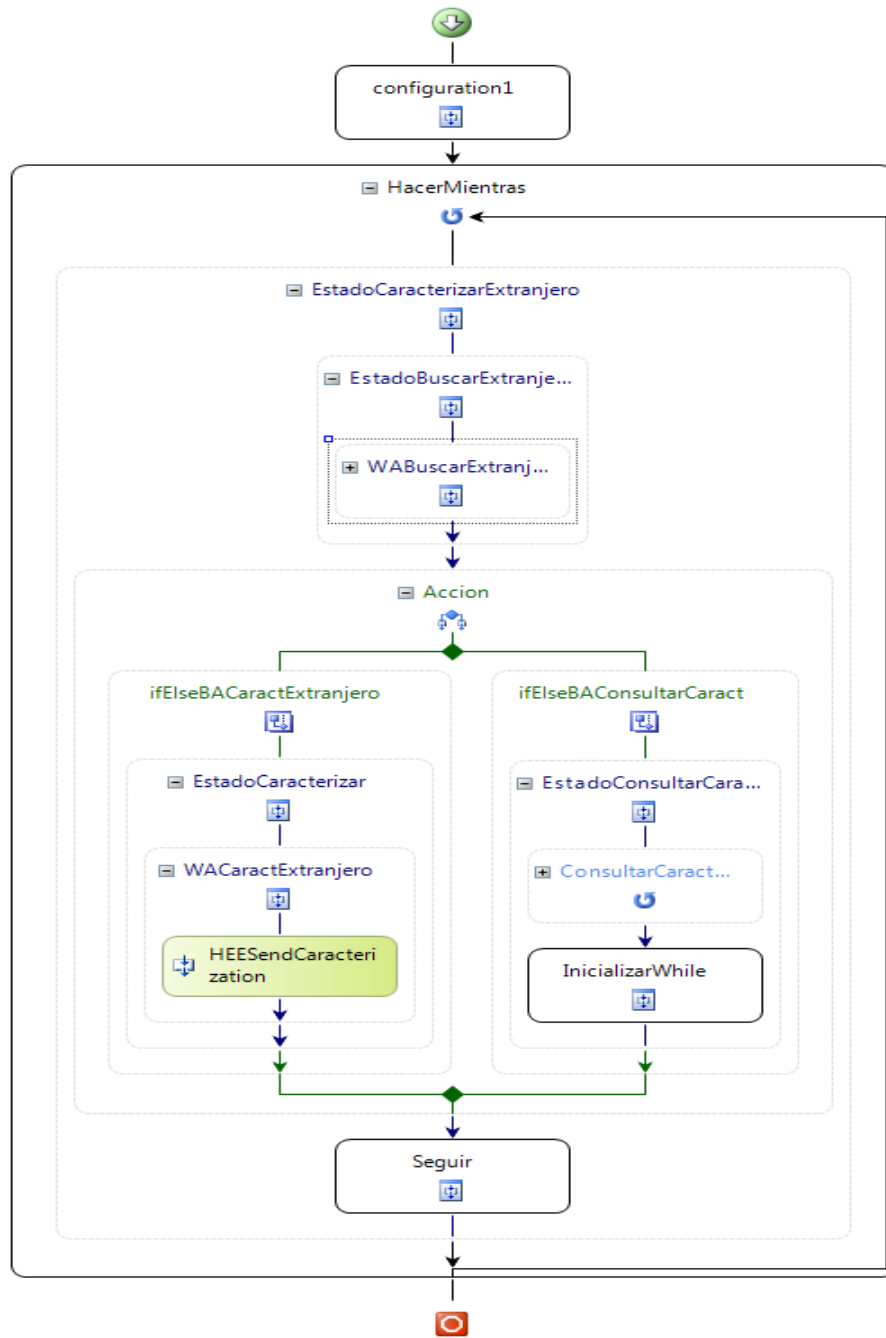 configuration1
HacerMientras
EstadoCaracterizarExtranjero
EstadoBuscarExtranje...
WABuscarExtranj...
Accion
ifElseBACaractExtranjero
ifElseBAConsultarCaract
EstadoCaracterizar
EstadoConsultarCara...
WACaractExtranjero
ConsultarCaract...
HEESendCaracteri
zation
InicializarWhile
Seguir